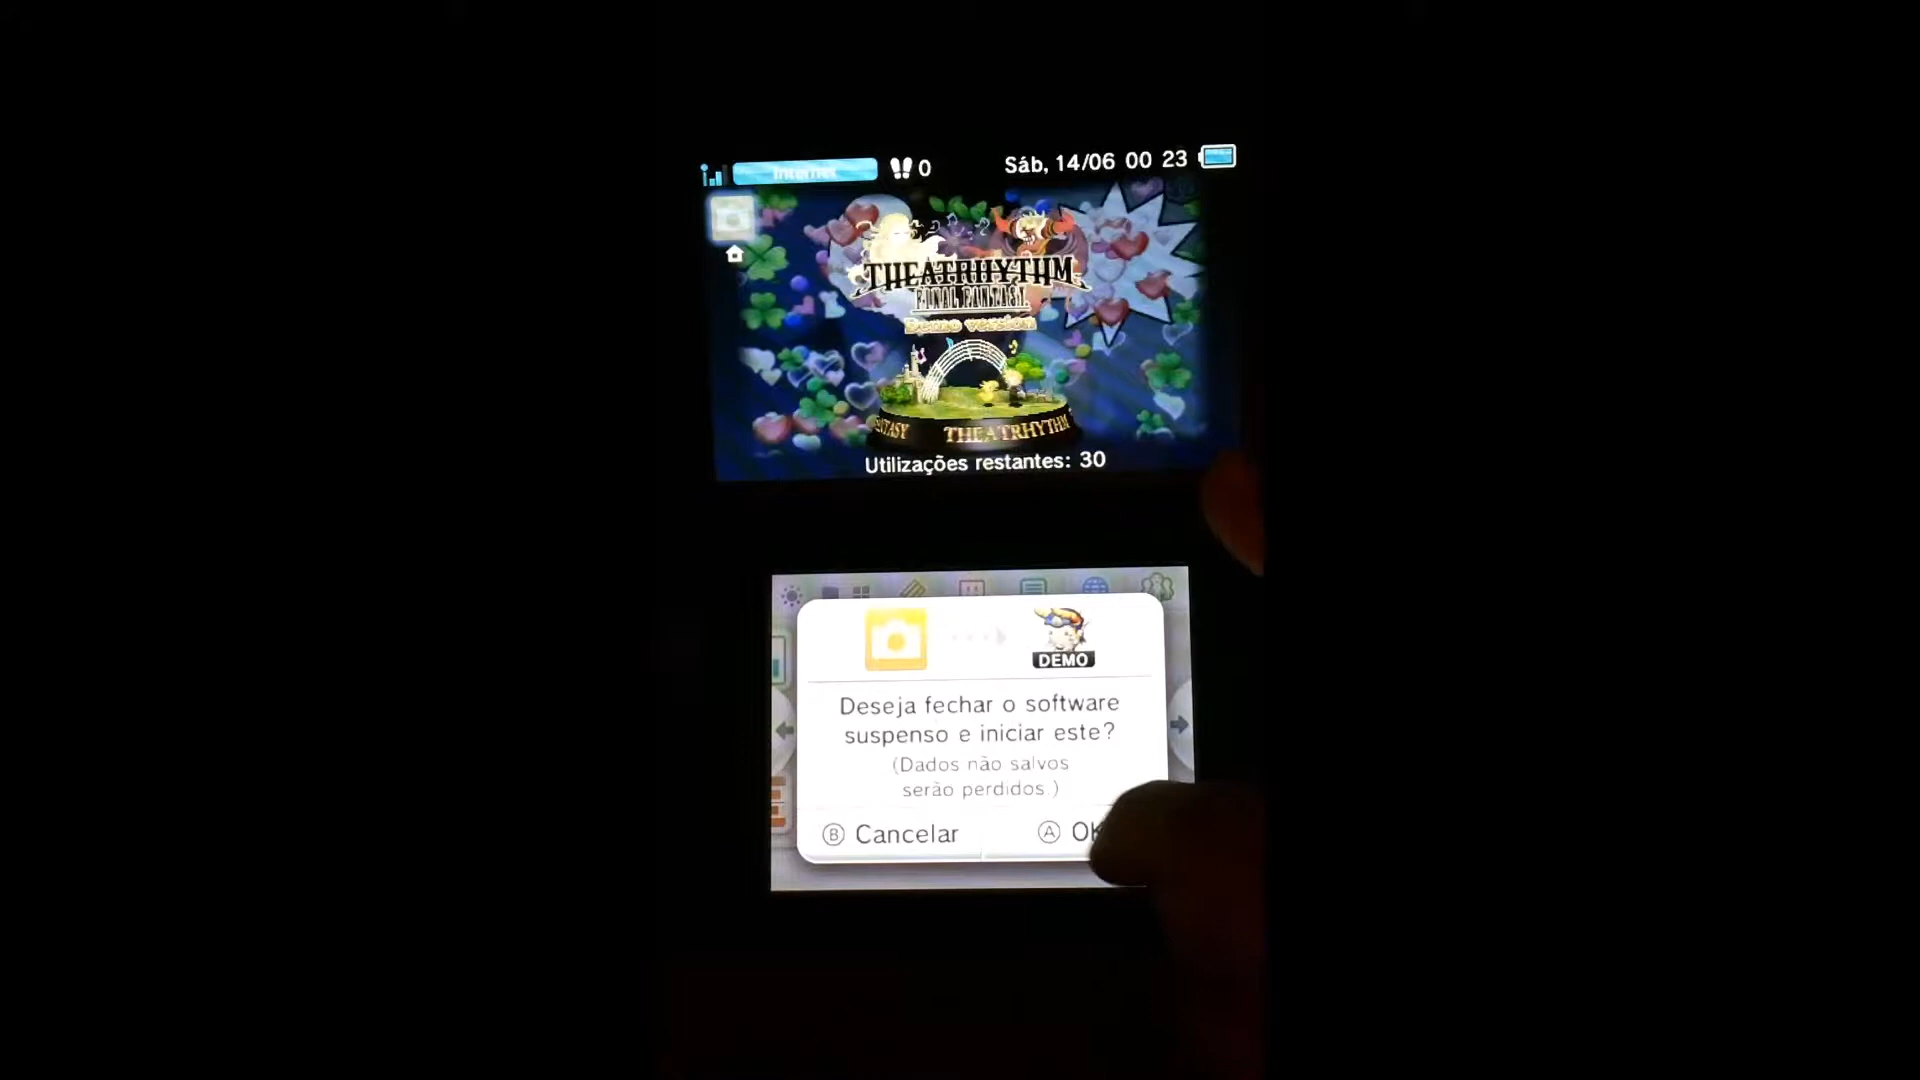 Internet
0
Sáb, 14/06 00 23
THEATRHYTHM
FINAL FANTASY
Demo version
THEATRHYTHM
Utilizações restantes: 30
DEMO
Deseja fechar o software
suspenso e iniciar este?
(Dados não salvos
serão perdidos.)
B Cancelar
A OK